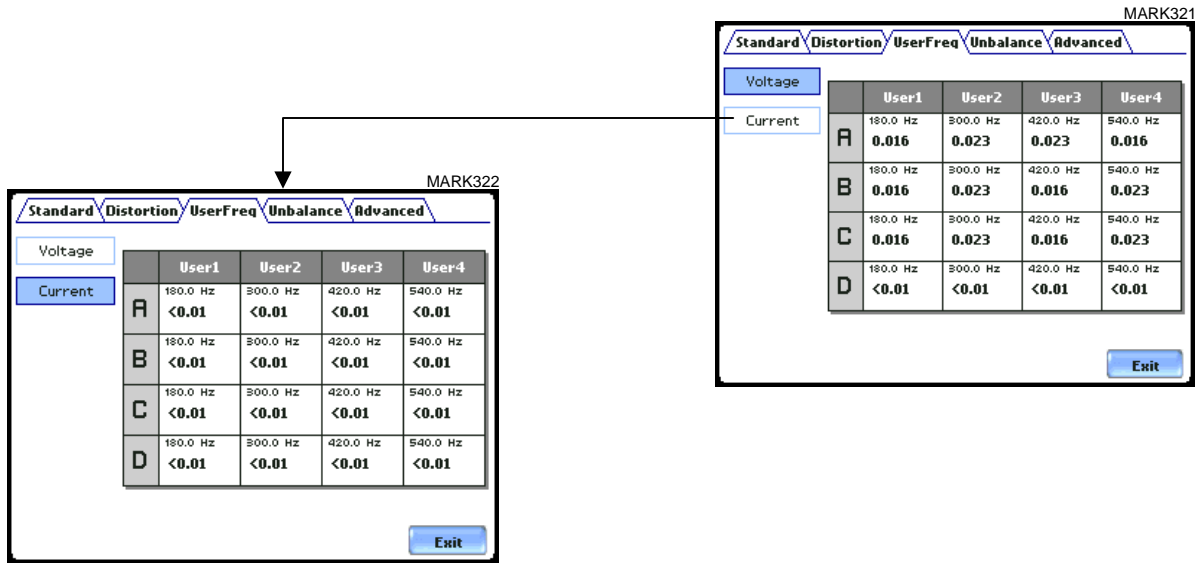 MARK321
Standard Distortion UserFreq Unbalance Advanced
Voltage
Current
User1 User2 User3 User4
A
180.0 Hz 300.0 Hz 420.0 Hz 540.0 Hz
0.016 0.023 0.023 0.016
B
180.0 Hz 300.0 Hz 420.0 Hz 540.0 Hz
0.016 0.023 0.016 0.023
C
180.0 Hz 300.0 Hz 420.0 Hz 540.0 Hz
0.016 0.023 0.016 0.023
D
180.0 Hz 300.0 Hz 420.0 Hz 540.0 Hz
<0.01 <0.01 <0.01 <0.01
Exit
MARK322
Standard Distortion UserFreq Unbalance Advanced
Voltage
Current
User1 User2 User3 User4
A
180.0 Hz 300.0 Hz 420.0 Hz 540.0 Hz
<0.01 <0.01 <0.01 <0.01
B
180.0 Hz 300.0 Hz 420.0 Hz 540.0 Hz
<0.01 <0.01 <0.01 <0.01
C
180.0 Hz 300.0 Hz 420.0 Hz 540.0 Hz
<0.01 <0.01 <0.01 <0.01
D
180.0 Hz 300.0 Hz 420.0 Hz 540.0 Hz
<0.01 <0.01 <0.01 <0.01
Exit